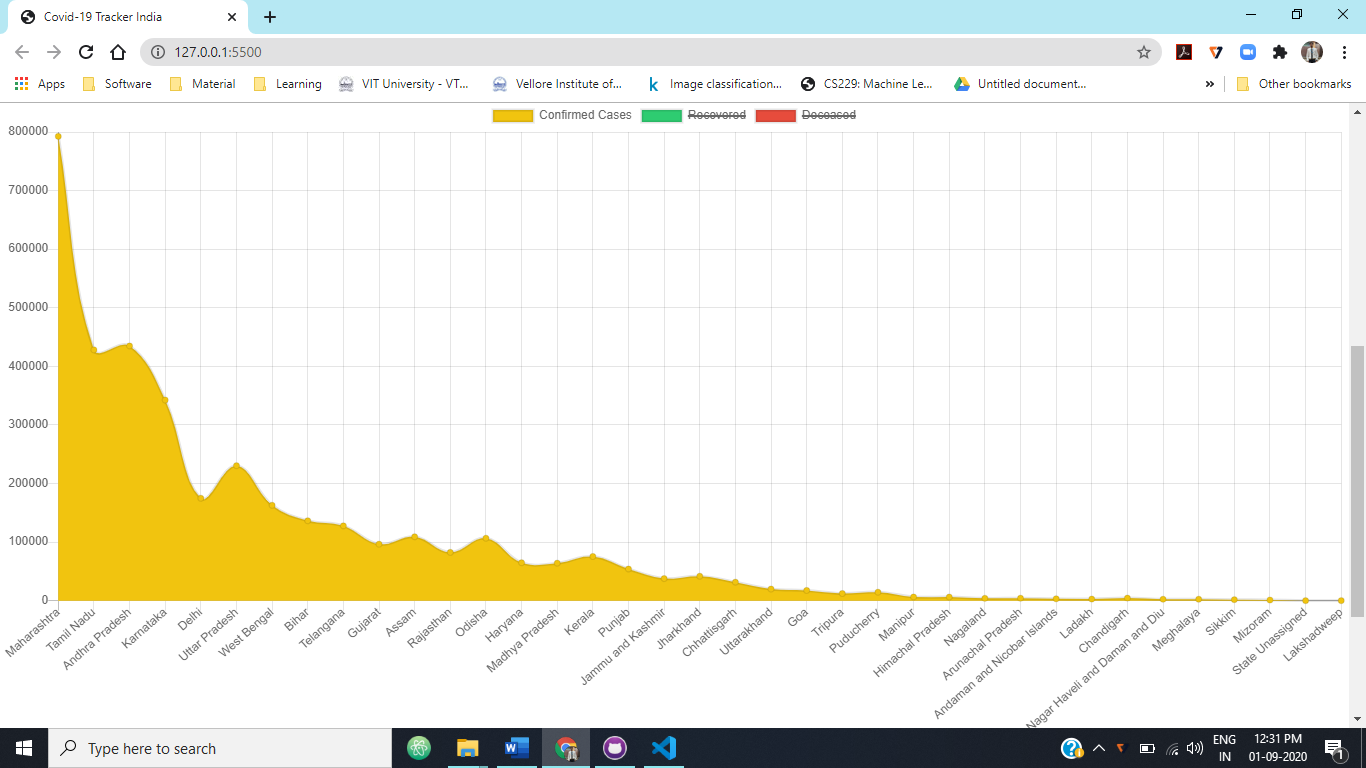 Covid-19 Tracker India
127.0.0.1:5500
Apps Software Material Learning VIT University - VT... Vellore Institute of... Image classification... CS229: Machine Le... Untitled document... » Other bookmarks
Confirmed Cases Recovered Deceased
800000
700000
600000
500000
400000
300000
200000
100000
0
Maharashtra
Tamil Nadu
Andhra Pradesh
Karnataka
Delhi
Uttar Pradesh
West Bengal
Bihar
Telangana
Gujarat
Assam
Rajasthan
Odisha
Haryana
Madhya Pradesh
Kerala
Punjab
Jammu and Kashmir
Jharkhand
Chhattisgarh
Uttarakhand
Goa
Tripura
Puducherry
Manipur
Himachal Pradesh
Nagaland
Arunachal Pradesh
Andaman and Nicobar Islands
Ladakh
Chandigarh
Nagar Haveli and Daman and Diu
Meghalaya
Sikkim
Mizoram
State Unassigned
Lakshadweep
Type here to search
ENG
IN
12:31 PM
01-09-2020
1